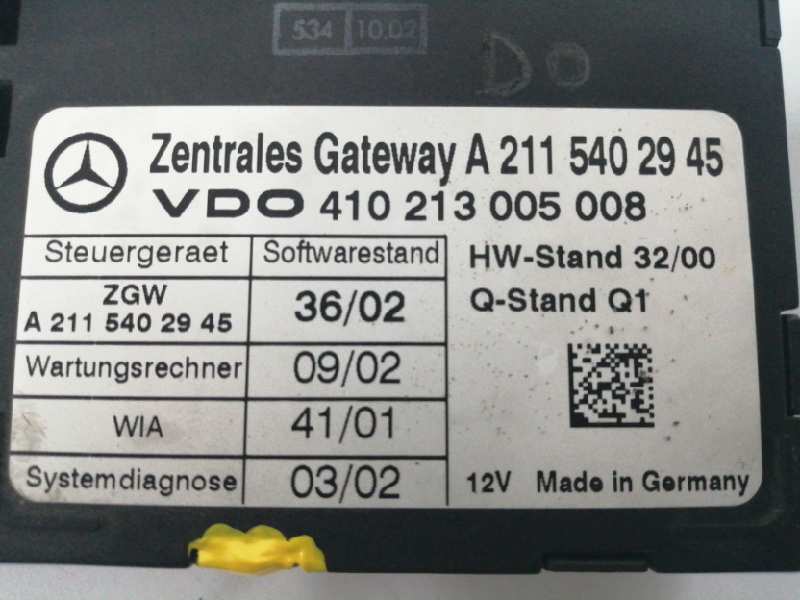 534 10.02
DO
Zentrales Gateway A 211 540 29 45
VDO 410 213 005 008
Steuergeraet Softwarestand
HW-Stand 32/00
ZGW
A 211 540 29 45
36/02
Q-Stand Q1
Wartungsrechner 09/02
WIA 41/01
Systemdiagnose 03/02
12V Made in Germany